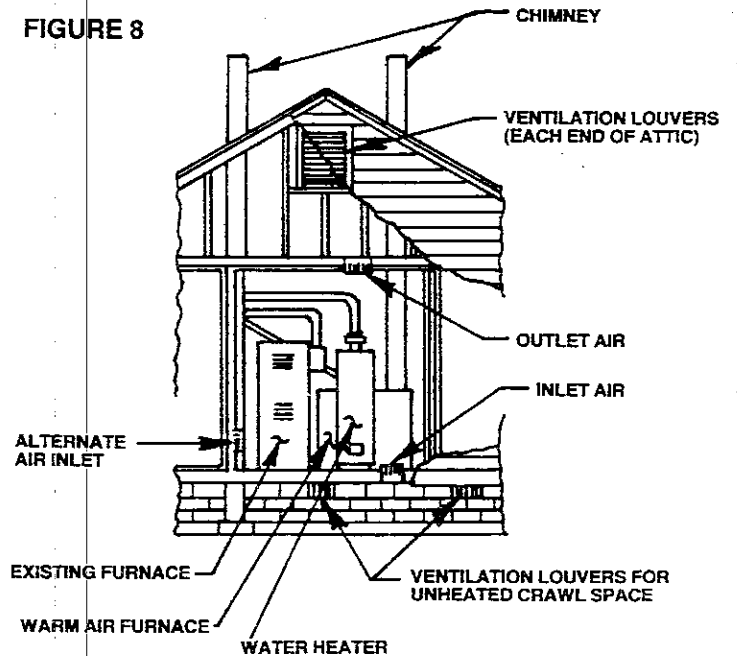 FIGURE 8
CHIMNEY
VENTILATION LOUVERS
(EACH END OF ATTIC)
OUTLET AIR
INLET AIR
ALTERNATE
AIR INLET
EXISTING FURNACE
VENTILATION LOUVERS FOR
UNHEATED CRAWL SPACE
WARM AIR FURNACE
WATER HEATER